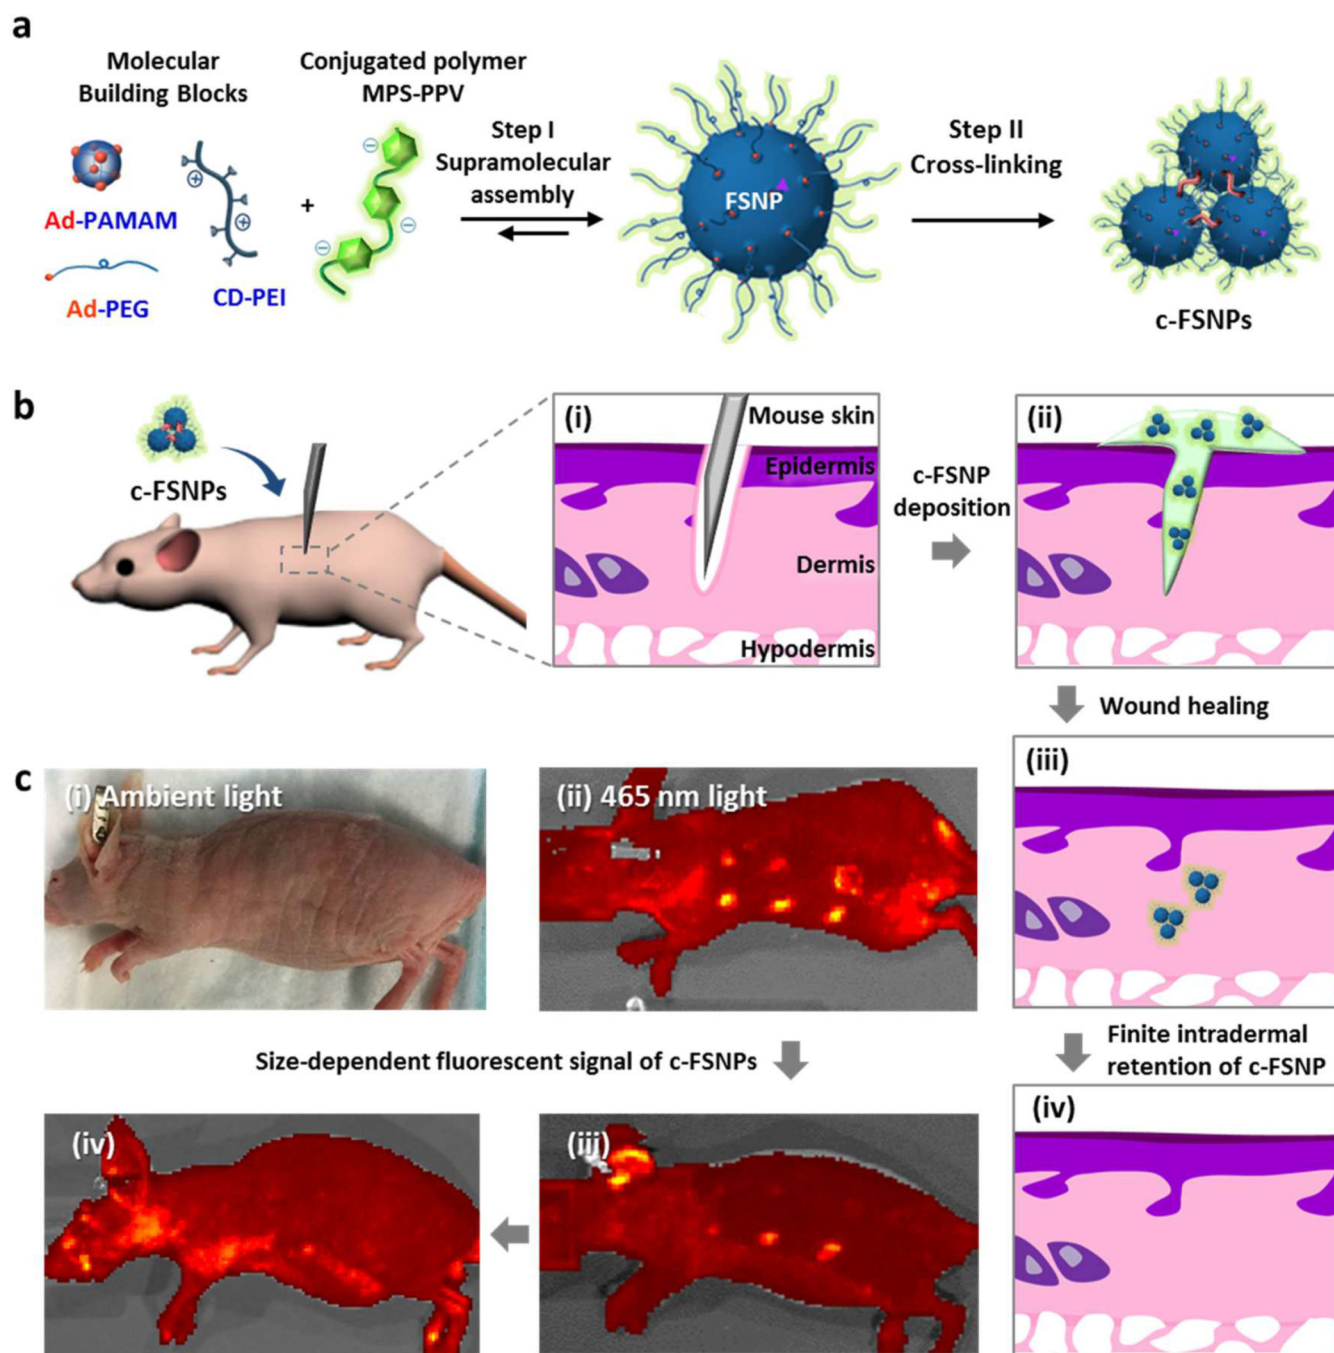 a
Molecular
Building Blocks
Conjugated polymer
MPS-PPV
Ad-PAMAM
Ad-PEG
CD-PEI
+
Step I
Supramolecular
assembly
FSNP
Step II
Cross-linking
c-FSNPs
b
c-FSNPs
(i)
Mouse skin
Epidermis
Dermis
Hypodermis
c-FSNP
deposition
(ii)
Wound healing
(iii)
Finite intradermal
retention of c-FSNP
(iv)
c
(i) Ambient light
(ii) 465 nm light
Size-dependent fluorescent signal of c-FSNPs
(iv)
(iii)